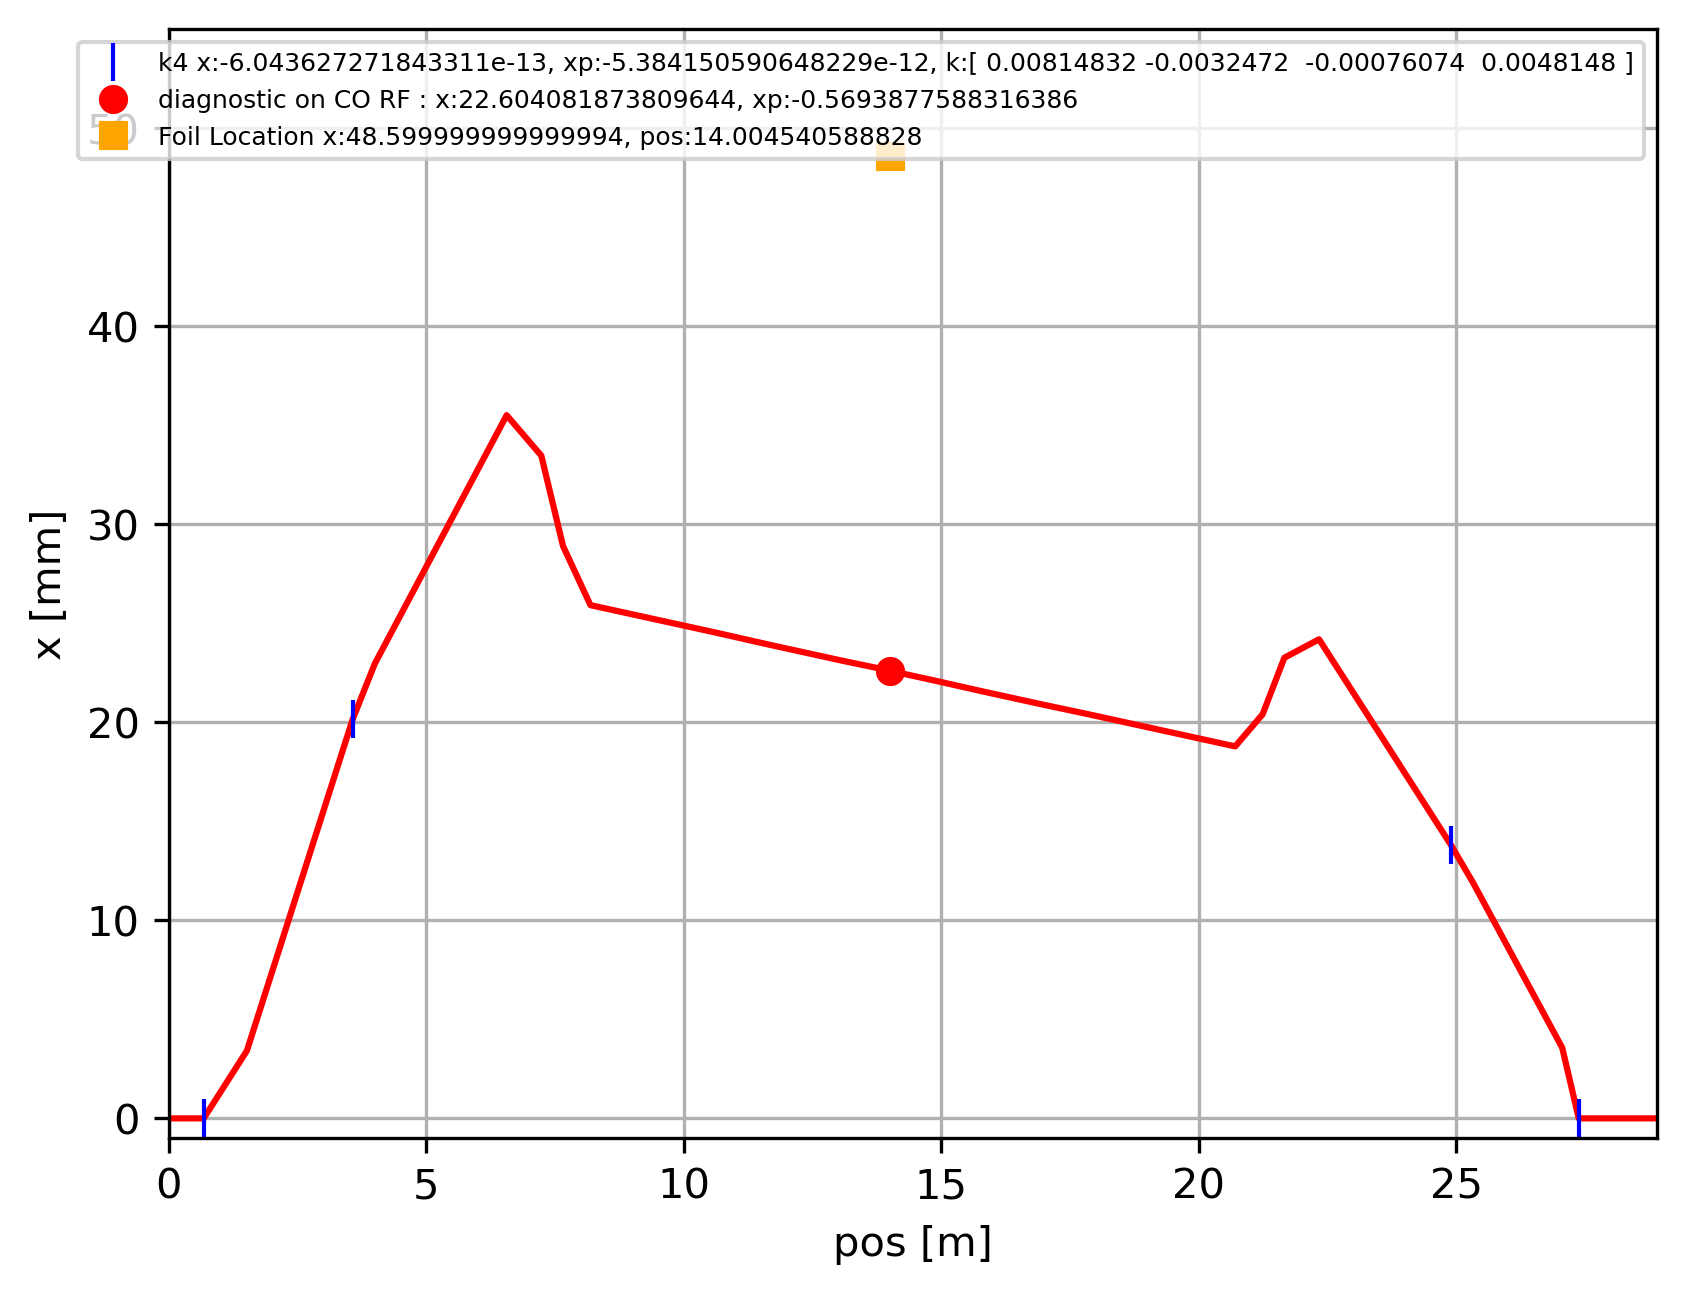 k4 x:-6.043627271843311e-13, xp:-5.384150590648229e-12, k:[ 0.00814832 -0.0032472 -0.00076074 0.0048148 ]
diagnostic on CO RF : x:22.604081873809644, xp:-0.5693877588316386
Foil Location x:48.599999999999994, pos:14.004540588828
50
40
30
20
10
0
x [mm]
0 5 10 15 20 25
pos [m]